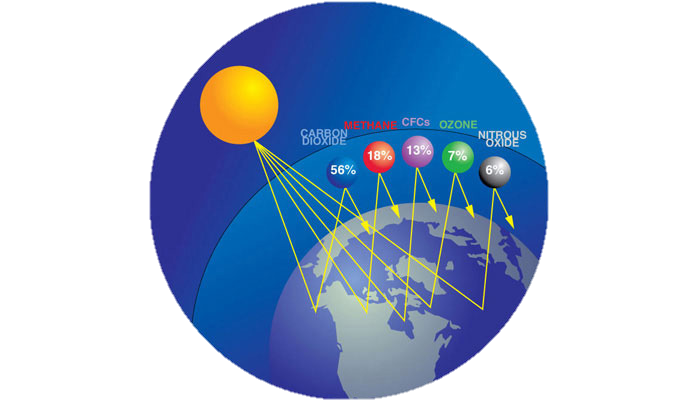 CARBON
DIOXIDE
METHANE
CFCs
OZONE
NITROUS
OXIDE
56%
18%
13%
7%
6%